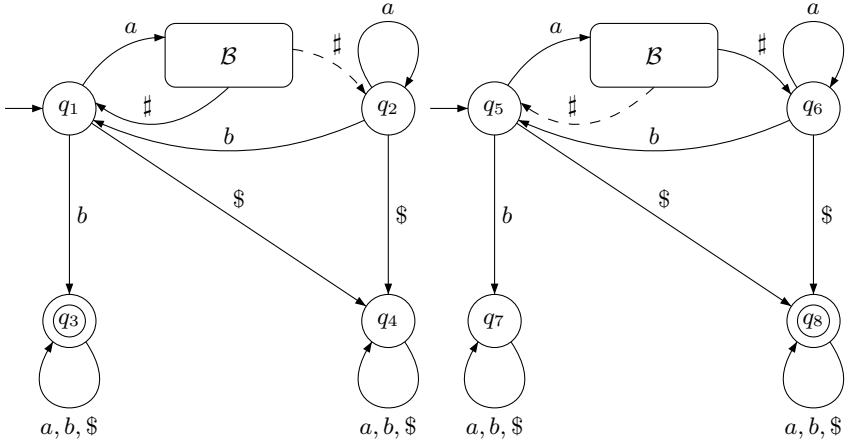 a a
a B ♯ a B ♯
q1 ♯ q2 q5 ♯ q6
b b
$ $
b $ b $
q3 q4 q7 q8
a, b, $ a, b, $ a, b, $ a, b, $